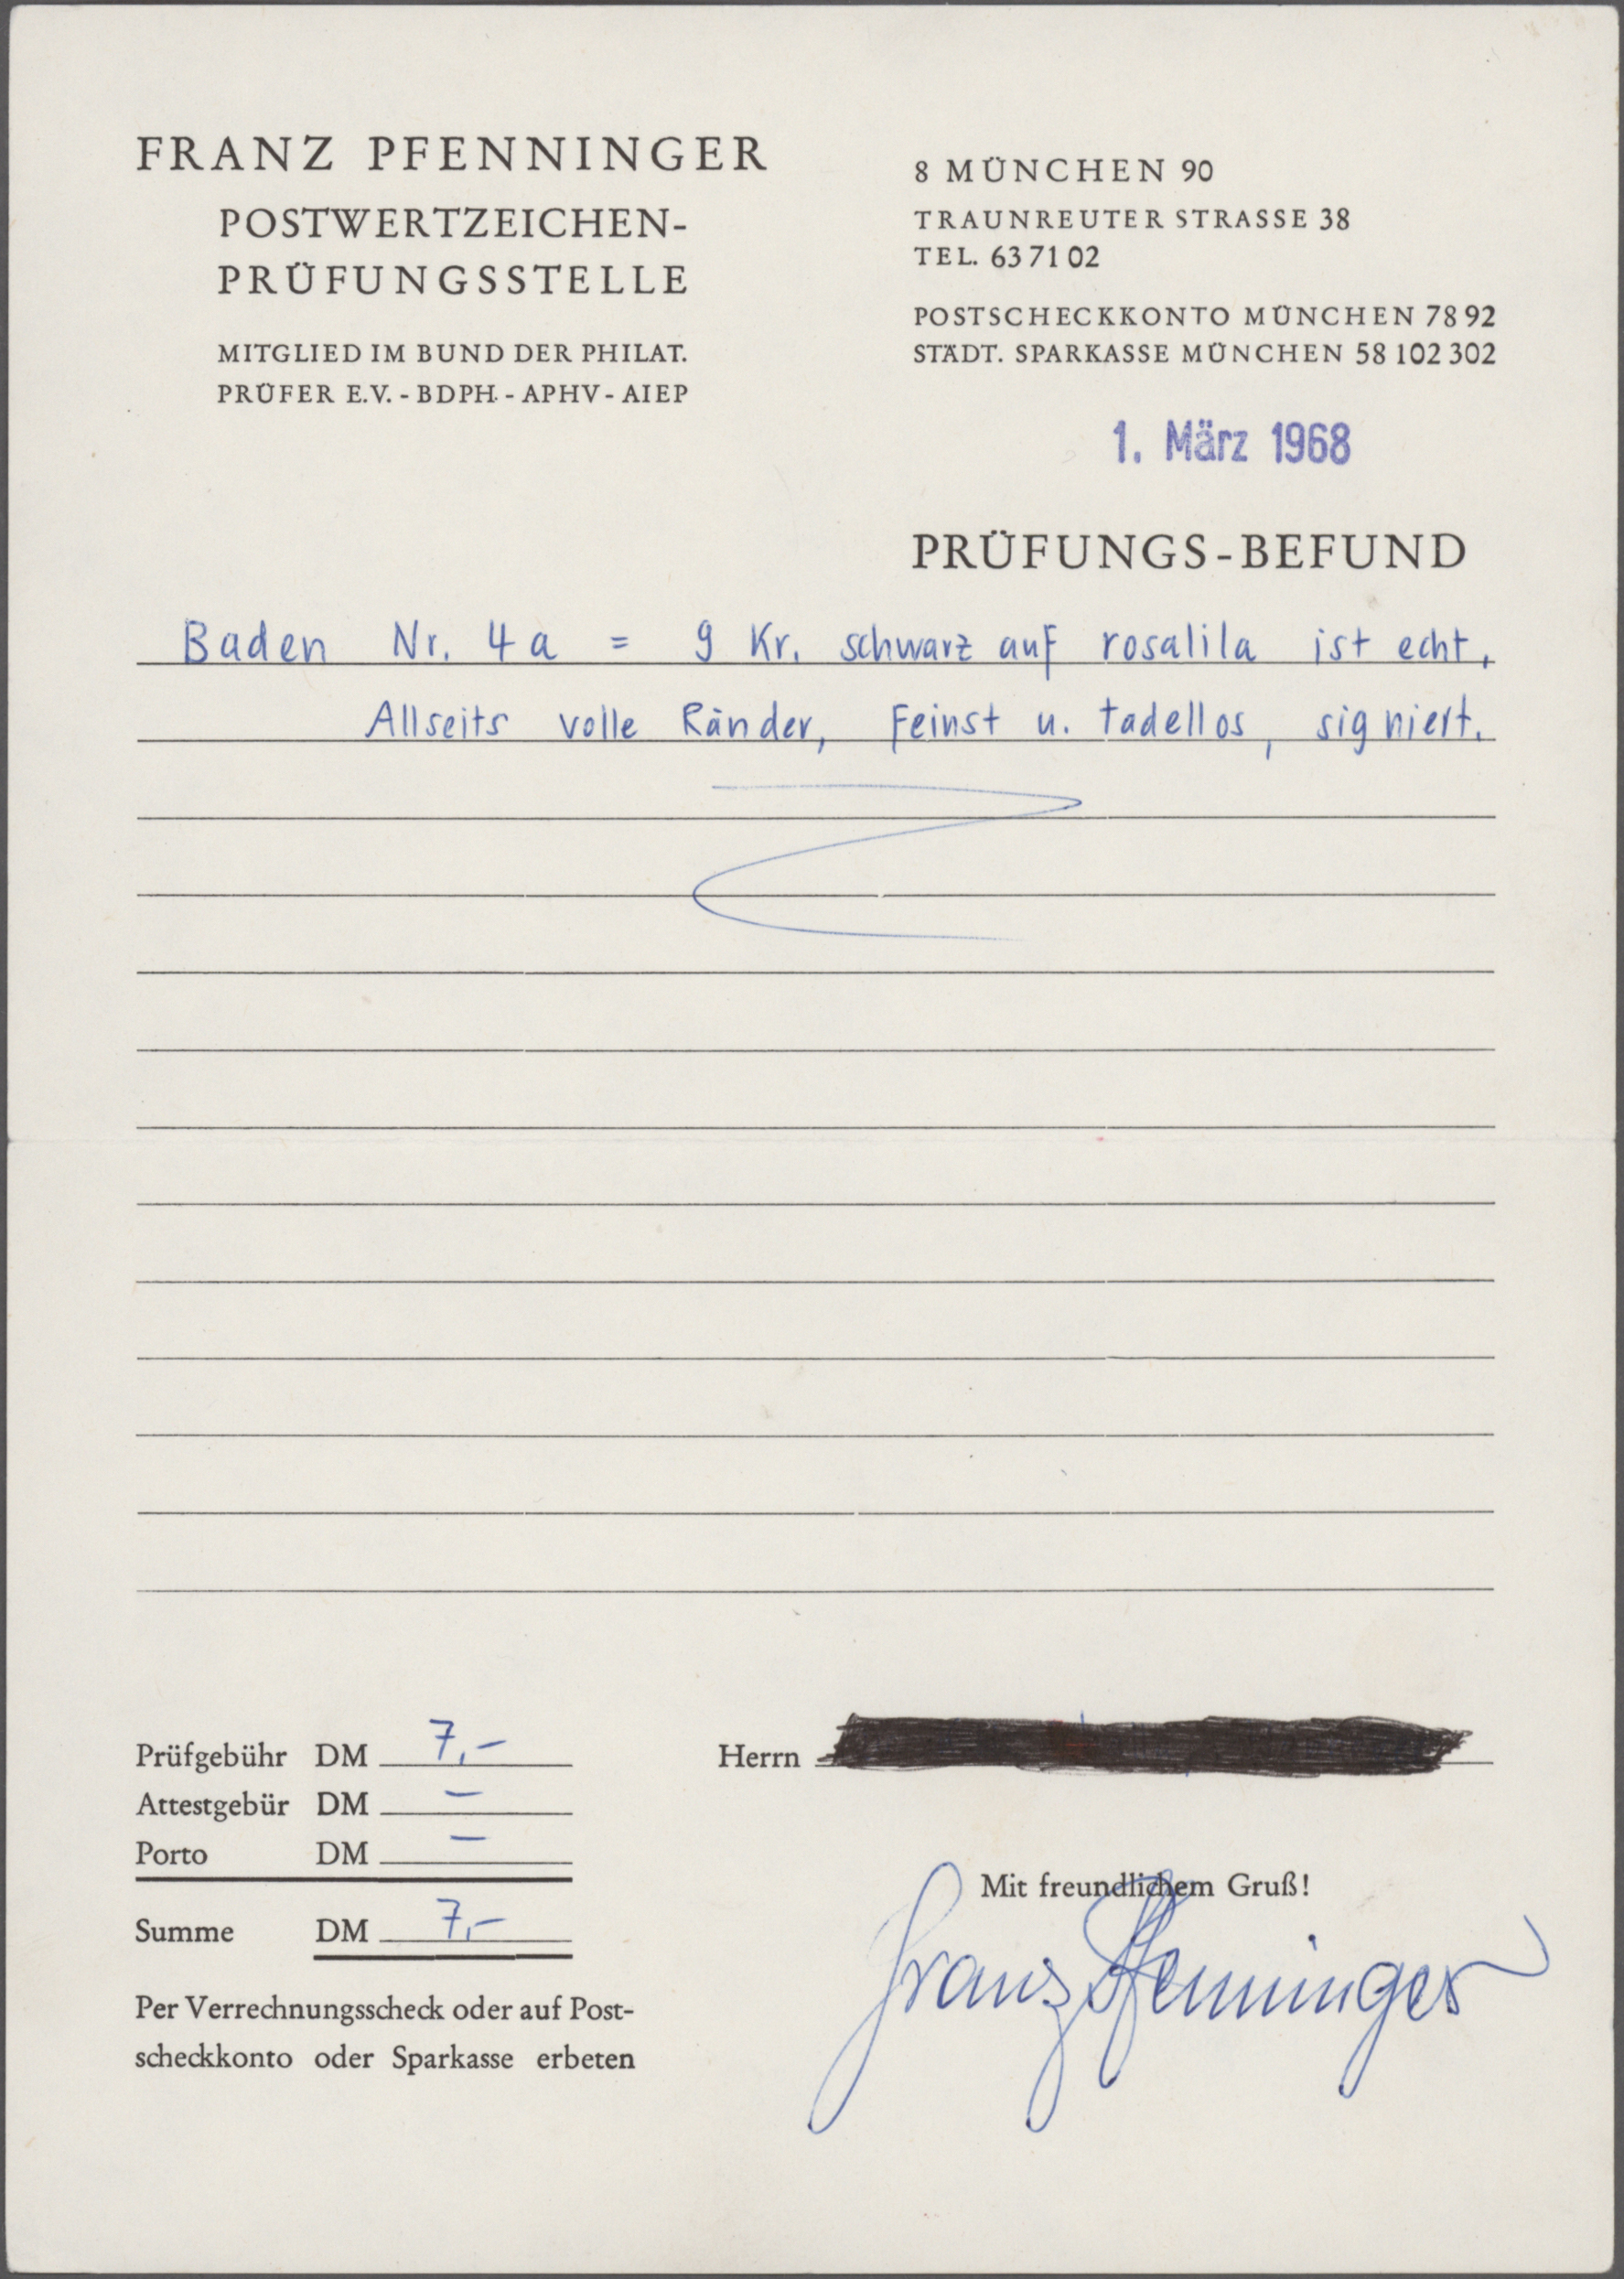 FRANZ PFENNINGER
POSTWERTZEICHEN-
PRÜFUNGSSTELLE
MITGLIED IM BUND DER PHILAT.
PRÜFER E.V. - BDPH. - APHV - AIEP
8 MÜNCHEN 90
TRAUNREUTER STRASSE 38
TEL. 63 71 02
POSTSCHECKKONTO MÜNCHEN 78 92
STÄDT. SPARKASSE MÜNCHEN 58 102 302
1. März 1968
PRÜFUNGS-BEFUND
Baden Nr. 4a = 9 Kr. schwarz auf rosalila ist echt.
Allseits volle Ränder, Feinst u. tadellos, signiert.
Prüfgebühr DM 7,-
Attestgebür DM -
Porto DM -
Summe DM 7,-
Per Verrechnungsscheck oder auf Post-
scheckkonto oder Sparkasse erbeten
Herrn
Mit freundlichem Gruß!
Franz Pfenninger